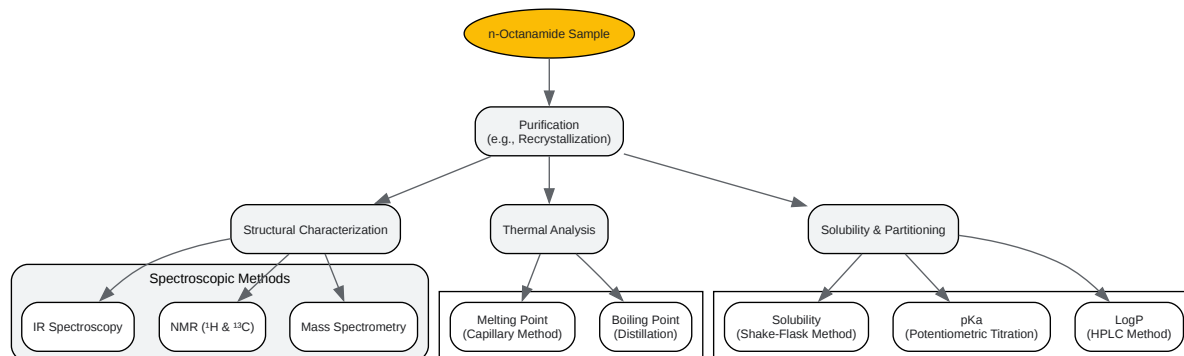 n-Octanamide Sample
Purification
(e.g., Recrystallization)
Structural Characterization
Thermal Analysis
Solubility & Partitioning
Spectroscopic Methods
IR Spectroscopy
NMR (¹H & ¹³C)
Mass Spectrometry
Melting Point
(Capillary Method)
Boiling Point
(Distillation)
Solubility
(Shake-Flask Method)
pKa
(Potentiometric Titration)
LogP
(HPLC Method)